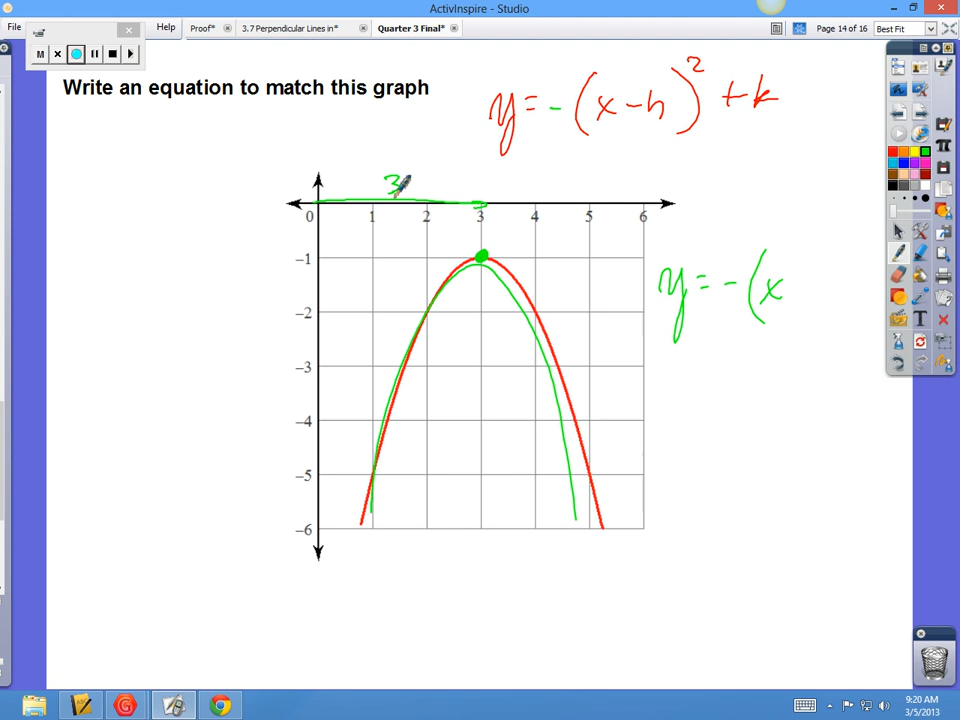 ActivInspire - Studio
File
Help
Proof*
3.7 Perpendicular Lines in*
Quarter 3 Final*
Page 14 of 16
Best Fit
M
Write an equation to match this graph
y = -(x - h)² + k
3
0 1 2 3 4 5 6
-1
y = -(x
-2
-3
-4
-5
-6
9:20 AM
3/5/2013